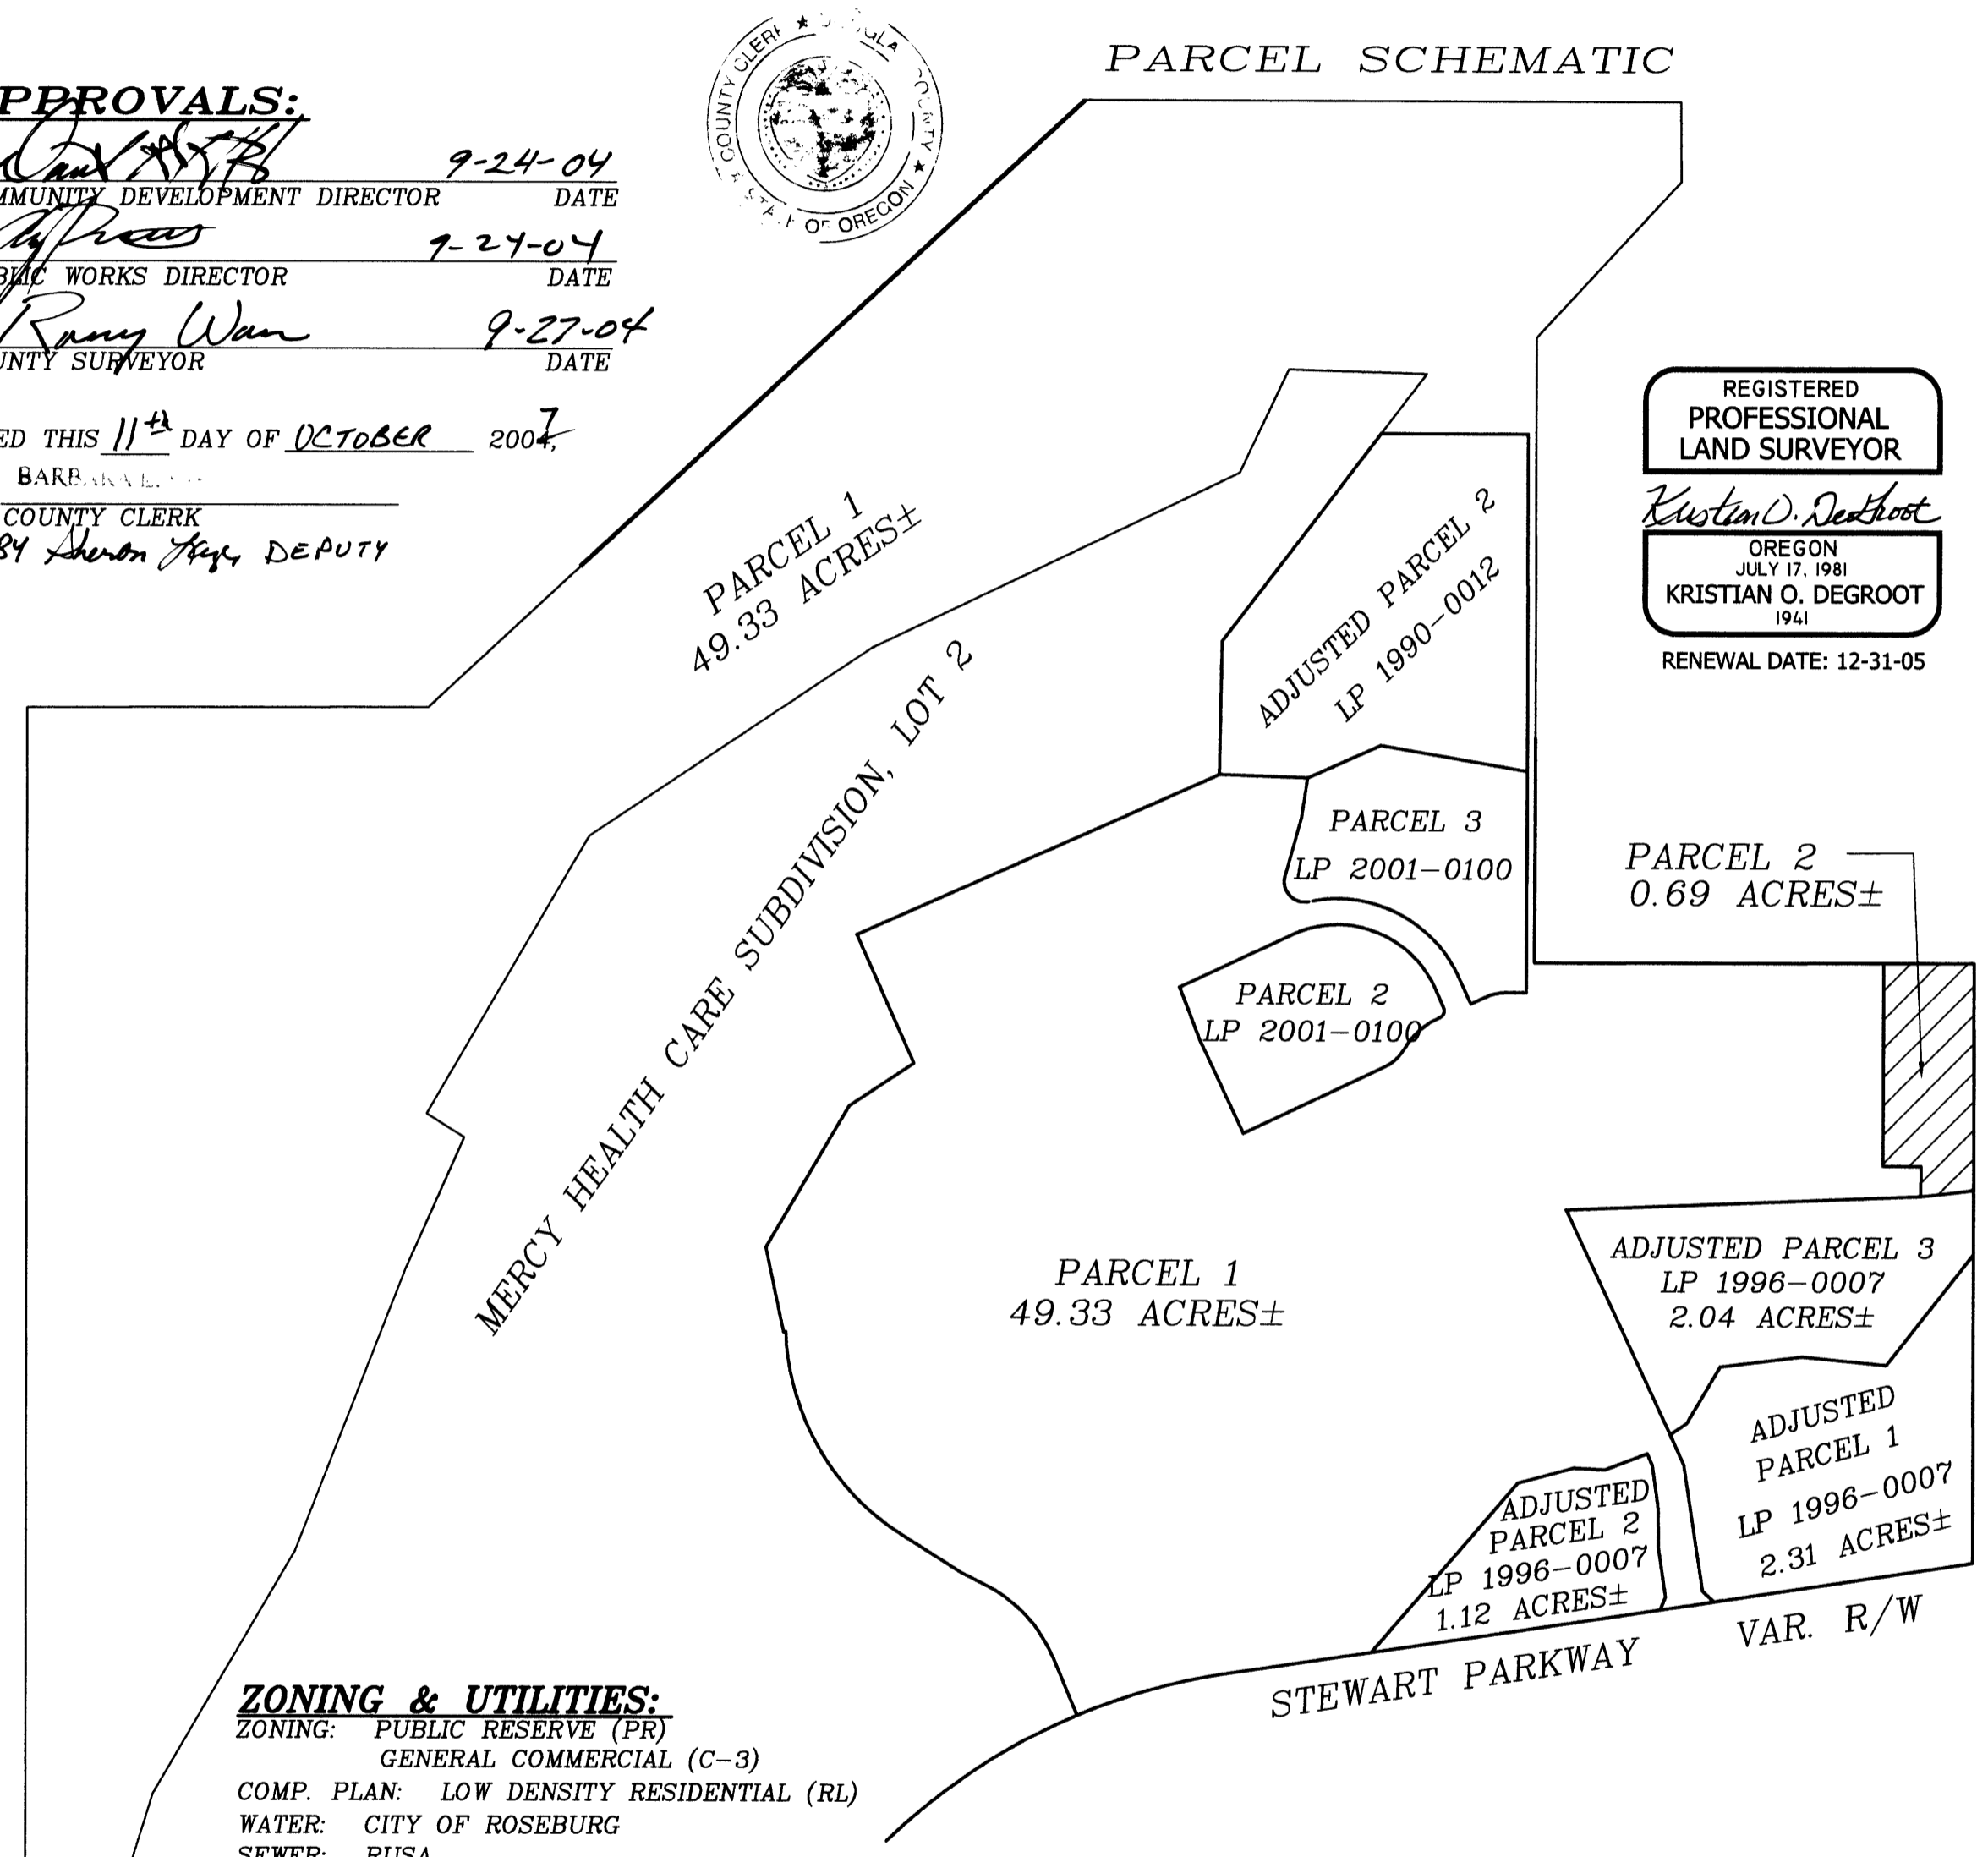 PARCEL SCHEMATIC
PPROVALS:
9-24-04
MMUNITY DEVELOPMENT DIRECTOR DATE
9-24-04
BLIC WORKS DIRECTOR DATE
9-27-04
UNTY SURVEYOR DATE
ED THIS 11th DAY OF OCTOBER 2007,
COUNTY CLERK
DEPUTY
COUNTY CLERK ★ COUNTY ★ OF OREGON
PARCEL 1
49.33 ACRES±
MERCY HEALTH CARE SUBDIVISION, LOT 2
ADJUSTED PARCEL 2
LP 1990-0012
REGISTERED
PROFESSIONAL
LAND SURVEYOR
Kristian O. DeGroot
OREGON
JULY 17, 1981
KRISTIAN O. DEGROOT
1941
RENEWAL DATE: 12-31-05
PARCEL 3
LP 2001-0100
PARCEL 2
0.69 ACRES±
PARCEL 2
LP 2001-0100
PARCEL 1
49.33 ACRES±
ADJUSTED PARCEL 3
LP 1996-0007
2.04 ACRES±
ADJUSTED
PARCEL 1
LP 1996-0007
2.31 ACRES±
ADJUSTED
PARCEL 2
LP 1996-0007
1.12 ACRES±
STEWART PARKWAY VAR. R/W
ZONING & UTILITIES:
ZONING: PUBLIC RESERVE (PR)
GENERAL COMMERCIAL (C-3)
COMP. PLAN: LOW DENSITY RESIDENTIAL (RL)
WATER: CITY OF ROSEBURG
SEWER: RUSA